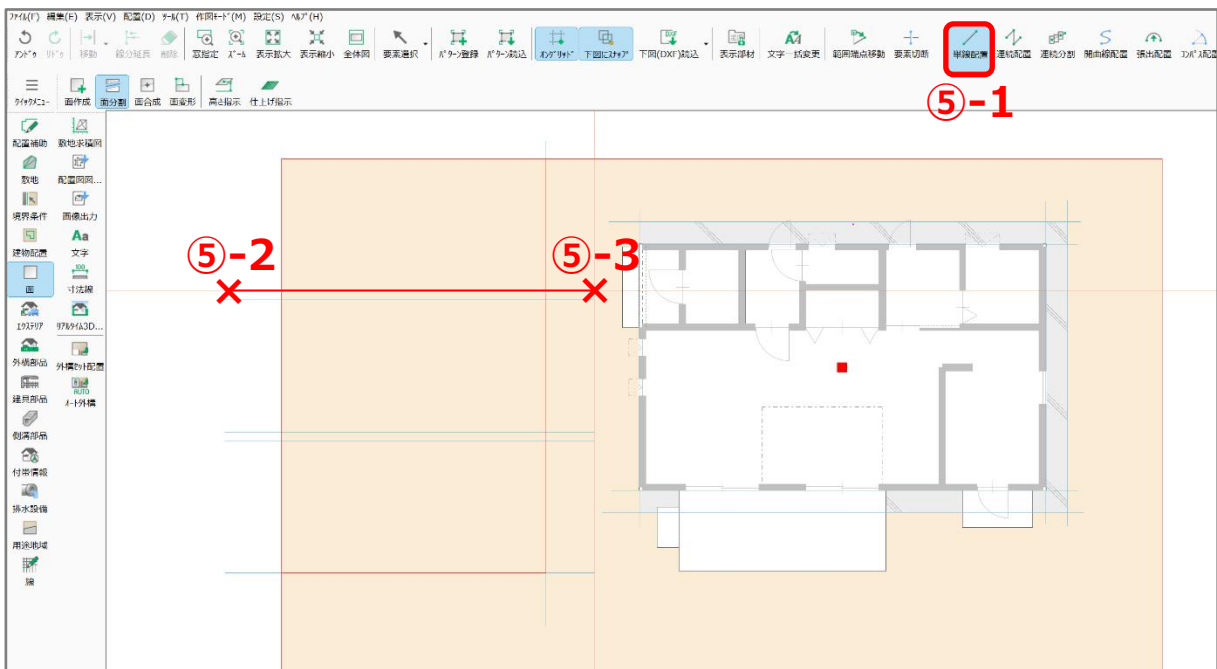 ﾌｧｲﾙ(F) 編集(E) 表示(V) 配置(D) ﾂｰﾙ(T) 作図ﾓｰﾄﾞ(M) 設定(S) ﾍﾙﾌﾟ(H)
ｱﾝﾄﾞｩ ﾘﾄﾞｩ 移動 線分延長 削除 窓指定 ｽﾞｰﾑ 表示拡大 表示縮小 全体図 要素選択 ﾊﾟﾀｰﾝ登録 ﾊﾟﾀｰﾝ読込 ｵﾝｸﾞﾘｯﾄﾞ 下図にｽﾅｯﾌﾟ 下図(DXF)読込 表示部材 文字一括変更 範囲端点移動 要素切断 単線配置 連続配置 連続分割 開曲線配置 張出配置 ｺﾝﾊﾟｽ配置
⑤-1
ｸｲｯｸﾒﾆｭｰ 面作成 面分割 面合成 面変形 高さ指示 仕上げ指示
配置補助 敷地求積図
敷地 配置図図...
境界条件 画像出力
Aa
建物配置 文字
100
面 寸法線
ｴｸｽﾃﾘｱ ﾘｱﾙﾀｲﾑ3D...
外構部品 外構ｾｯﾄ配置
AUTO
建具部品 ｵｰﾄ外構
側溝部品
付帯情報
排水設備
用途地域
線
⑤-2
⑤-3